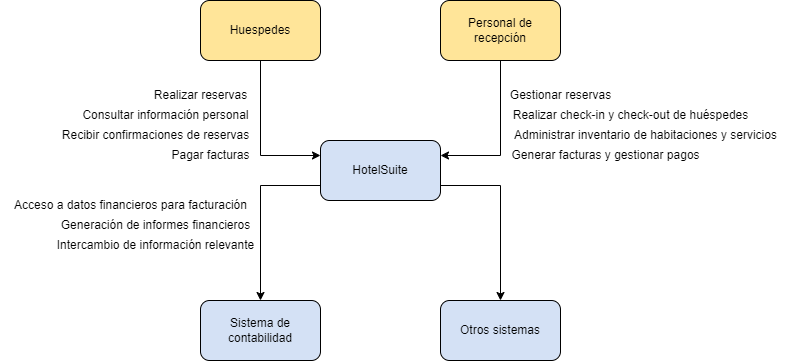 Huespedes
Personal de
recepción
Realizar reservas
Consultar información personal
Recibir confirmaciones de reservas
Pagar facturas
Gestionar reservas
Realizar check-in y check-out de huéspedes
Administrar inventario de habitaciones y servicios
Generar facturas y gestionar pagos
HotelSuite
Acceso a datos financieros para facturación
Generación de informes financieros
Intercambio de información relevante
Sistema de
contabilidad
Otros sistemas